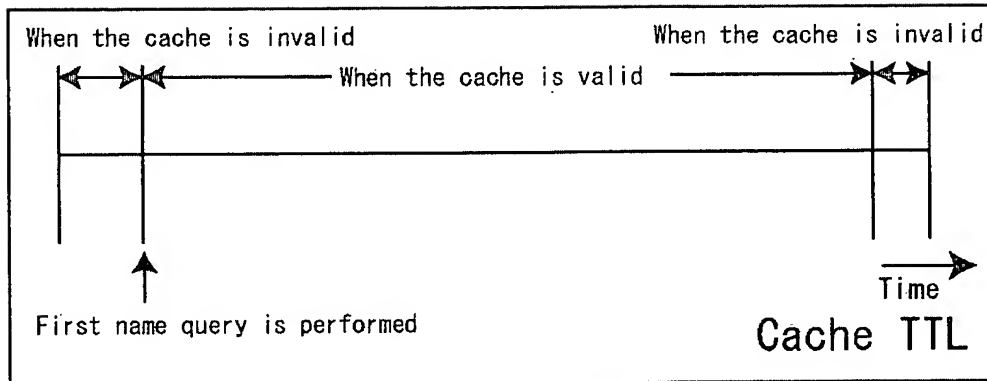 When the cache is invalid
When the cache is invalid
When the cache is valid
First name query is performed
Time
Cache TTL